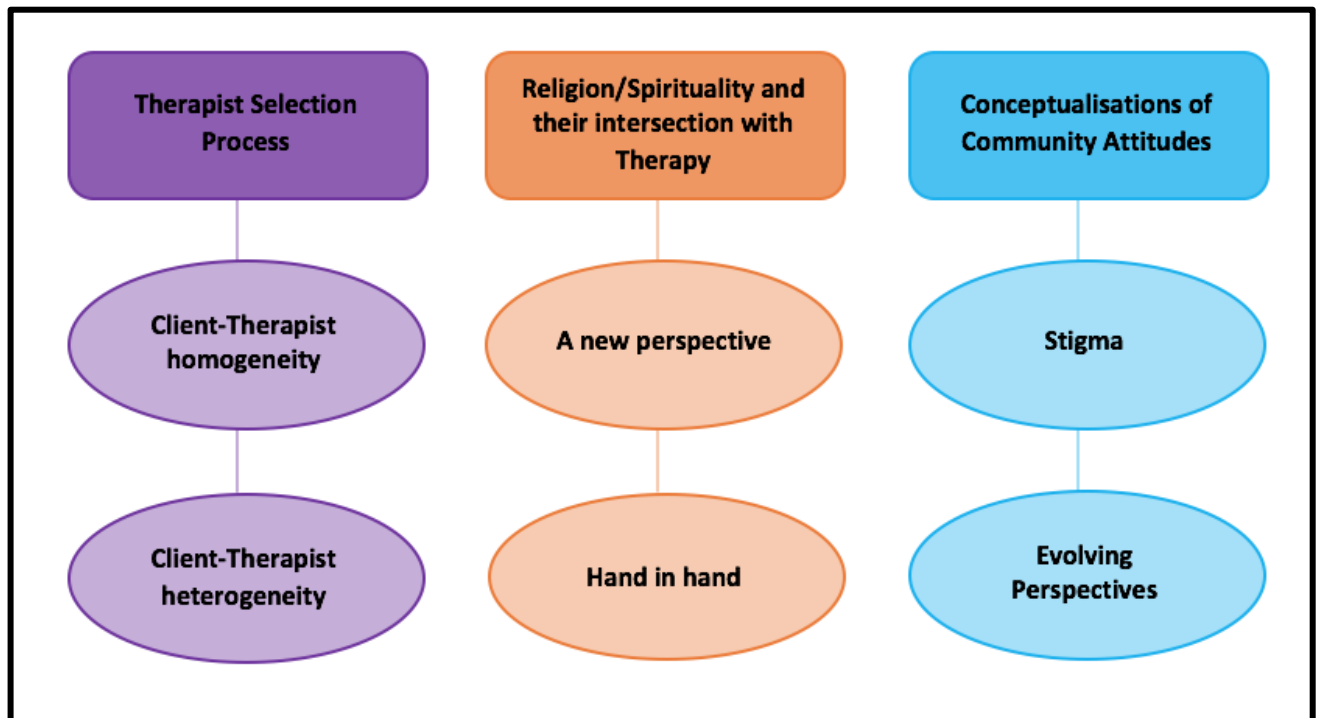 Therapist Selection
Process
Religion/Spirituality and
their intersection with
Therapy
Conceptualisations of
Community Attitudes
Client-Therapist
homogeneity
A new perspective
Stigma
Client-Therapist
heterogeneity
Hand in hand
Evolving
Perspectives